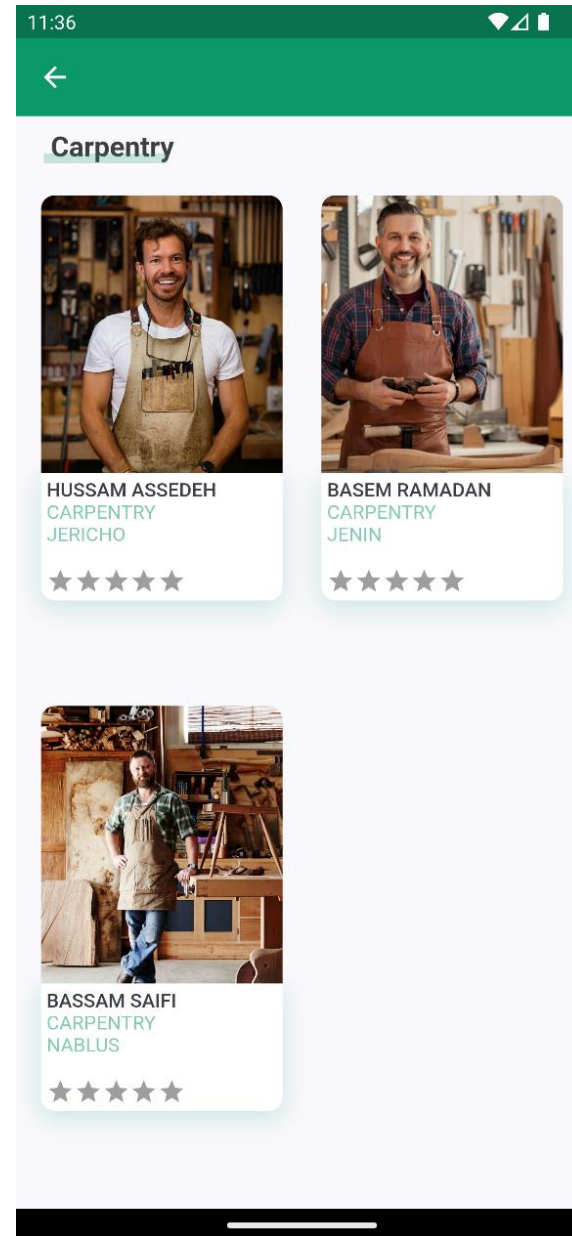 11:36
Carpentry
HUSSAM ASSEDEH
CARPENTRY
JERICHO
BASEM RAMADAN
CARPENTRY
JENIN
BASSAM SAIFI
CARPENTRY
NABLUS